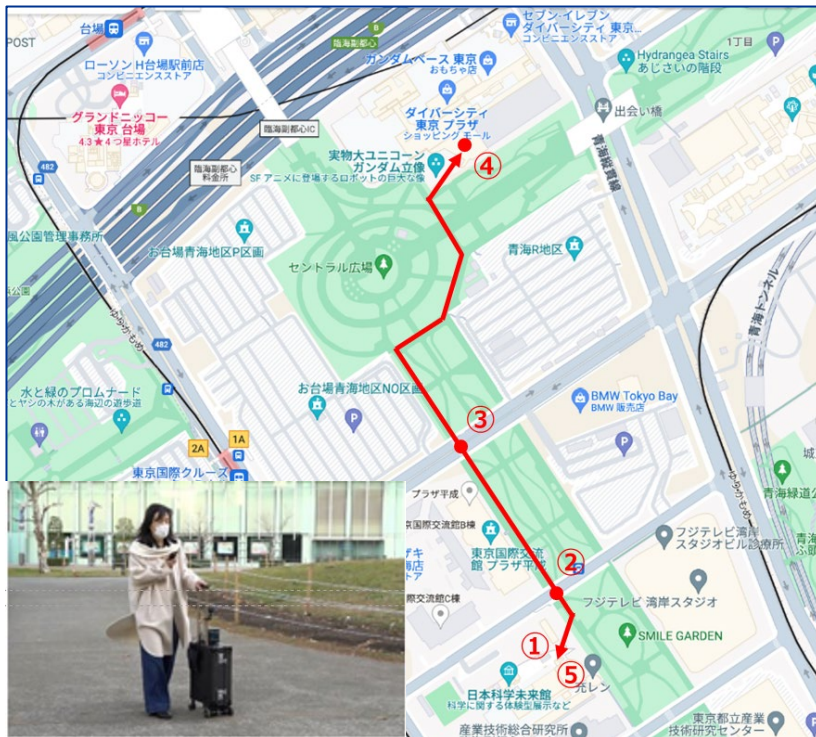 台場
POST
ローソン H台場駅前店
コンビニエンスストア
グランドニッコー
東京 台場
4.3★4つ星ホテル
臨海副都心
臨海副都心IC
臨海副都心
料金所
482
B
B
ガンダムベース 東京
おもちゃ店
セブン-イレブン
ダイバーシティ 東京…
コンビニエンスストア
Hydrangea Stairs
あじさいの階段
1丁目
P
ダイバーシティ
東京 プラザ
ショッピング モール
出会い橋
実物大ユニコーン
ガンダム立像
SF アニメに登場するロボットの巨大な像
④
青海縦貫線
風公園管理事務所
お台場青海地区P区画
セントラル広場
青海R地区
青海トンネル
ゆりかもめ
482
水と緑のプロムナード
とヤシの木がある海辺の遊歩道
お台場青海地区NO区画
P
BMW Tokyo Bay
BMW 販売店
P
P
③
2A
1A
東京国際クルーズ
プラザ平成
京国際交流館B棟
東京国際交流
館 プラザ平成
国際交流館C棟
②
フジテレビ湾岸
スタジオビル診療所
フジテレビ 湾岸スタジオ
SMILE GARDEN
ゆりかもめ
青海緑道公
①
⑤
日本科学未来館
科学に関する体験型展示など
産業技術総合研究所
東京都立産業
技術研究センター